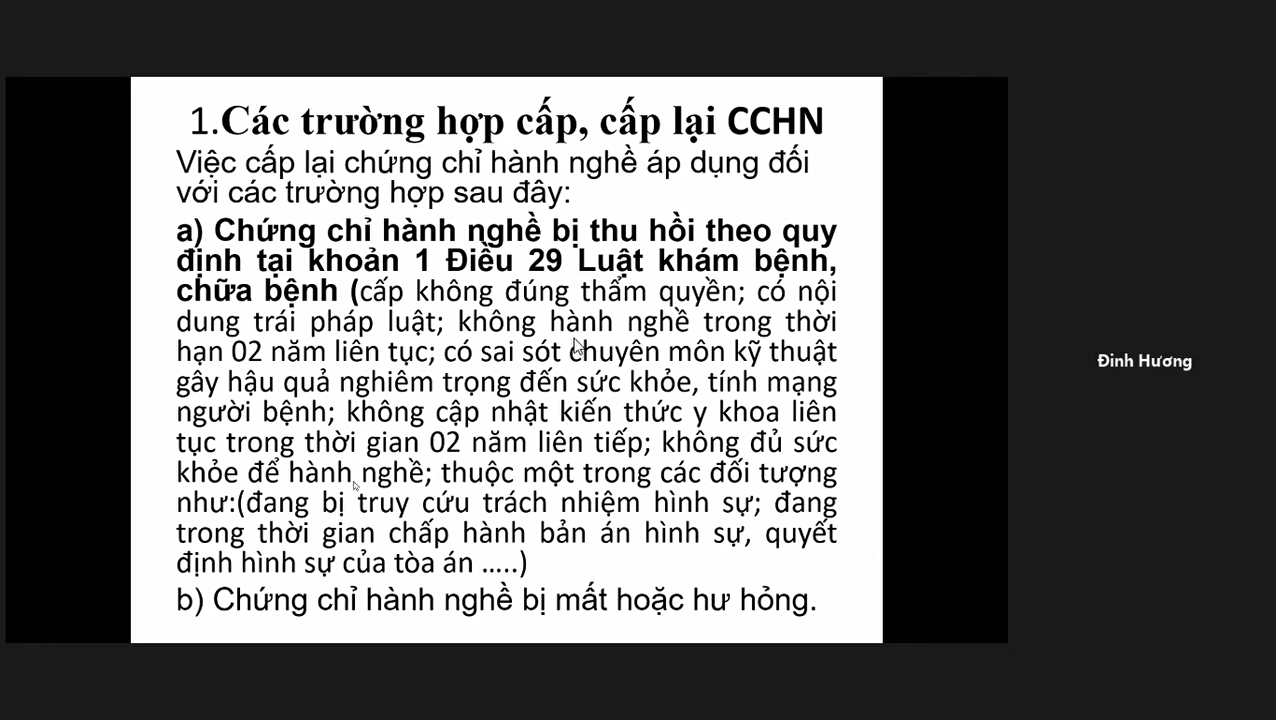 1.Các trường hợp cấp, cấp lại CCHN
Việc cấp lại chứng chỉ hành nghề áp dụng đối
với các trường hợp sau đây:
a) Chứng chỉ hành nghề bị thu hồi theo quy
định tại khoản 1 Điều 29 Luật khám bệnh,
chữa bệnh (cấp không đúng thẩm quyền; có nội
dung trái pháp luật; không hành nghề trong thời
hạn 02 năm liên tục; có sai sót chuyên môn kỹ thuật
gây hậu quả nghiêm trọng đến sức khỏe, tính mạng
người bệnh; không cập nhật kiến thức y khoa liên
tục trong thời gian 02 năm liên tiếp; không đủ sức
khỏe để hành nghề; thuộc một trong các đối tượng
như:(đang bị truy cứu trách nhiệm hình sự; đang
trong thời gian chấp hành bản án hình sự, quyết
định hình sự của tòa án …..)
b) Chứng chỉ hành nghề bị mất hoặc hư hỏng.
Đinh Hương